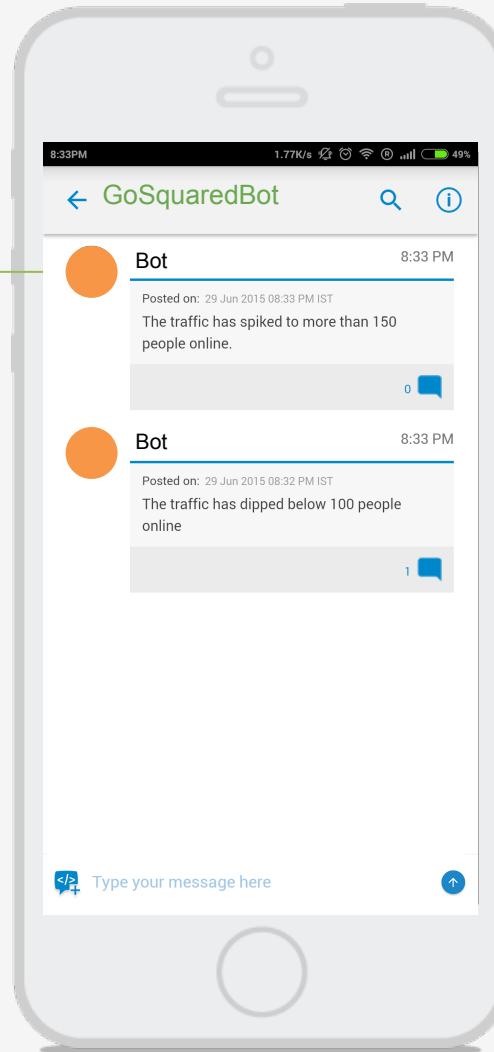 8:33PM 1.77K/s R 49%
GoSquaredBot i
Bot 8:33 PM
Posted on: 29 Jun 2015 08:33 PM IST
The traffic has spiked to more than 150
people online.
0
Bot 8:33 PM
Posted on: 29 Jun 2015 08:32 PM IST
The traffic has dipped below 100 people
online
1
</> Type your message here